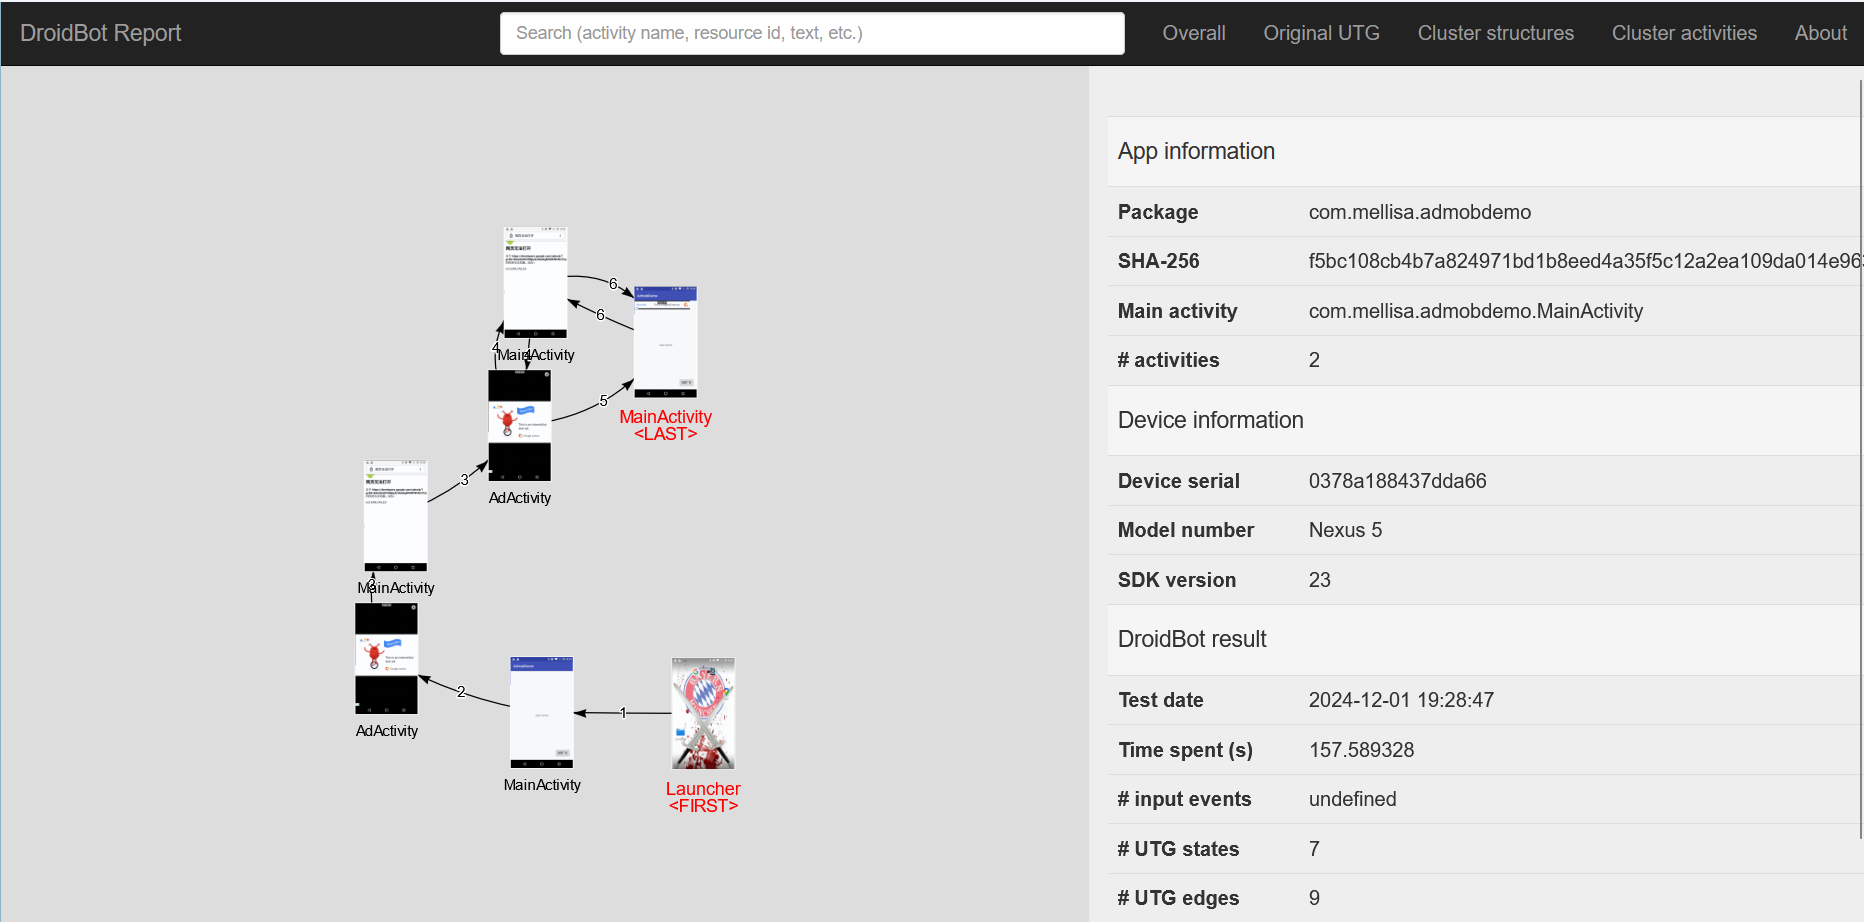 DroidBot Report
Search (activity name, resource id, text, etc.)
Overall
Original UTG
Cluster structures
Cluster activities
About
6
6
4
4
MainActivity
5
MainActivity
<LAST>
3
AdActivity
MainActivity
2
AdActivity
1
MainActivity
Launcher
<FIRST>
App information
Package com.mellisa.admobdemo
SHA-256 f5bc108cb4b7a824971bd1b8eed4a35f5c12a2ea109da014e963
Main activity com.mellisa.admobdemo.MainActivity
# activities 2
Device information
Device serial 0378a188437dda66
Model number Nexus 5
SDK version 23
DroidBot result
Test date 2024-12-01 19:28:47
Time spent (s) 157.589328
# input events undefined
# UTG states 7
# UTG edges 9